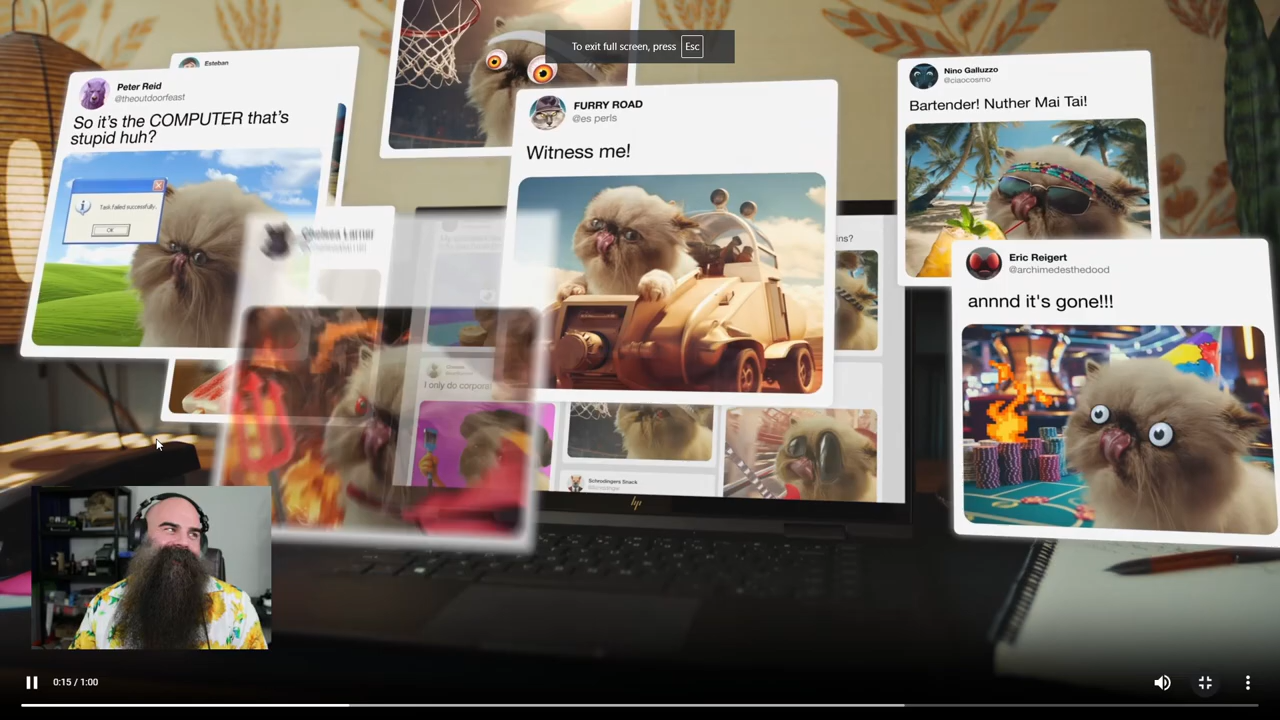 To exit full screen, press Esc
Esteban
Peter Reid
@theoutdoorfeast
So it's the COMPUTER that's
stupid huh?
Task failed successfully.
OK
FURRY ROAD
@es perls
Witness me!
Nino Galluzzo
@ciaocosmo
Bartender! Nuther Mai Tai!
Eric Reigert
@archimedesthedood
annnd it's gone!!!
ins?
I only do corpora
Schrodingers Snack
hp
0:15 / 1:00